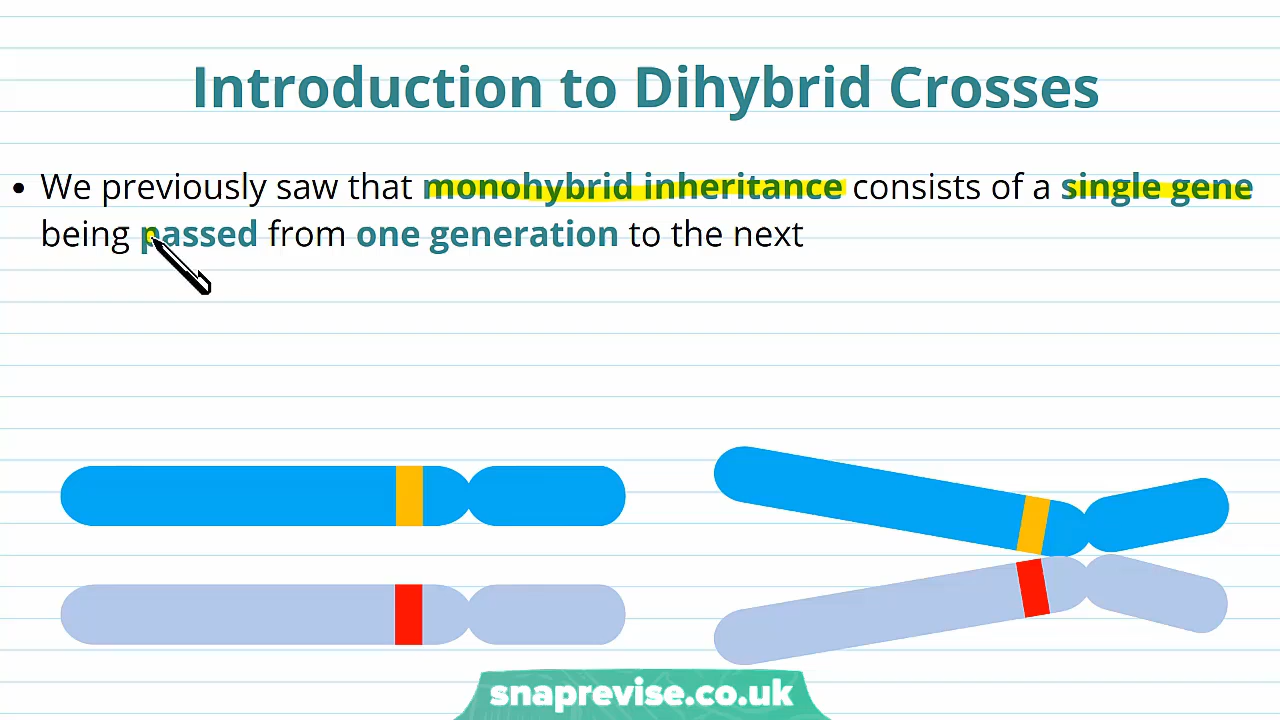 Introduction to Dihybrid Crosses
• We previously saw that monohybrid inheritance consists of a single gene
being passed from one generation to the next
snaprevise.co.uk